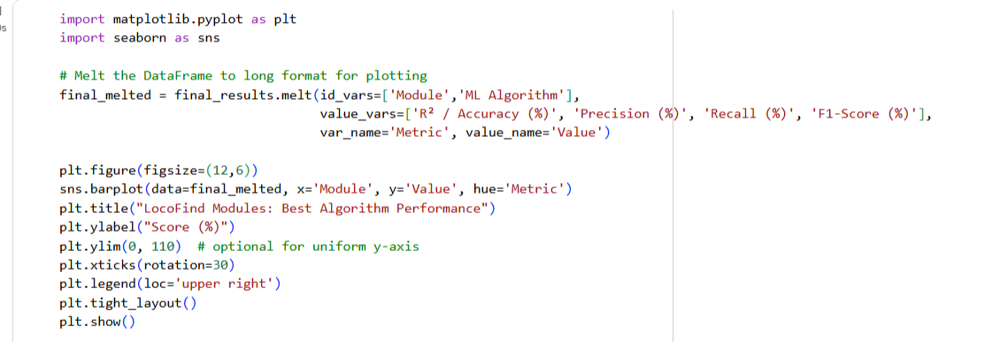 import matplotlib.pyplot as plt
import seaborn as sns
# Melt the DataFrame to long format for plotting
final_melted = final_results.melt(id_vars=['Module','ML Algorithm'],
value_vars=['R² / Accuracy (%)', 'Precision (%)', 'Recall (%)', 'F1-Score (%)'],
var_name='Metric', value_name='Value')
plt.figure(figsize=(12,6))
sns.barplot(data=final_melted, x='Module', y='Value', hue='Metric')
plt.title("LocoFind Modules: Best Algorithm Performance")
plt.ylabel("Score (%)")
plt.ylim(0, 110)  # optional for uniform y-axis
plt.xticks(rotation=30)
plt.legend(loc='upper right')
plt.tight_layout()
plt.show()